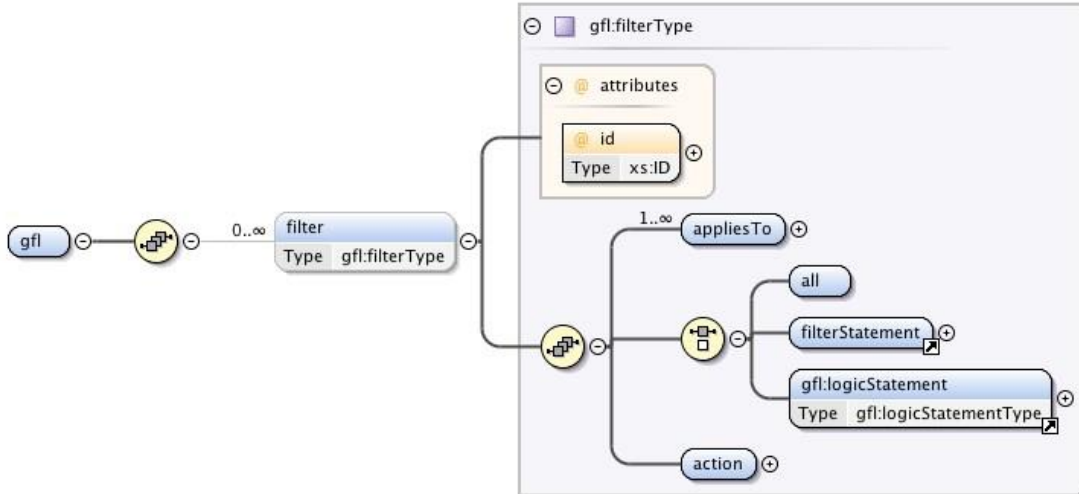 gfl:filterType
@ attributes
@ id
Type xs:ID
gfl
0..∞
filter
Type gfl:filterType
1..∞
appliesTo
all
filterStatement
gfl:logicStatement
Type gfl:logicStatementType
action